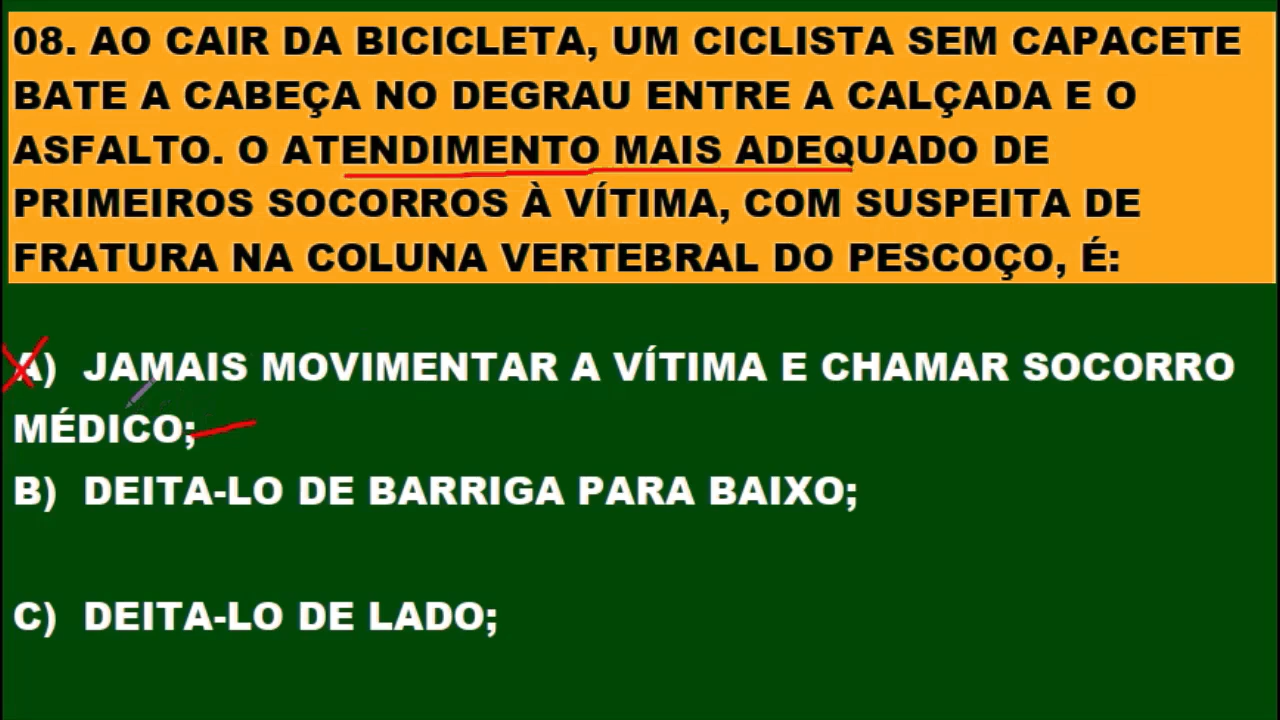 08. AO CAIR DA BICICLETA, UM CICLISTA SEM CAPACETE
BATE A CABEÇA NO DEGRAU ENTRE A CALÇADA E O
ASFALTO. O ATENDIMENTO MAIS ADEQUADO DE
PRIMEIROS SOCORROS À VÍTIMA, COM SUSPEITA DE
FRATURA NA COLUNA VERTEBRAL DO PESCOÇO, É:
A) JAMAIS MOVIMENTAR A VÍTIMA E CHAMAR SOCORRO
MÉDICO;
B) DEITA-LO DE BARRIGA PARA BAIXO;
C) DEITA-LO DE LADO;